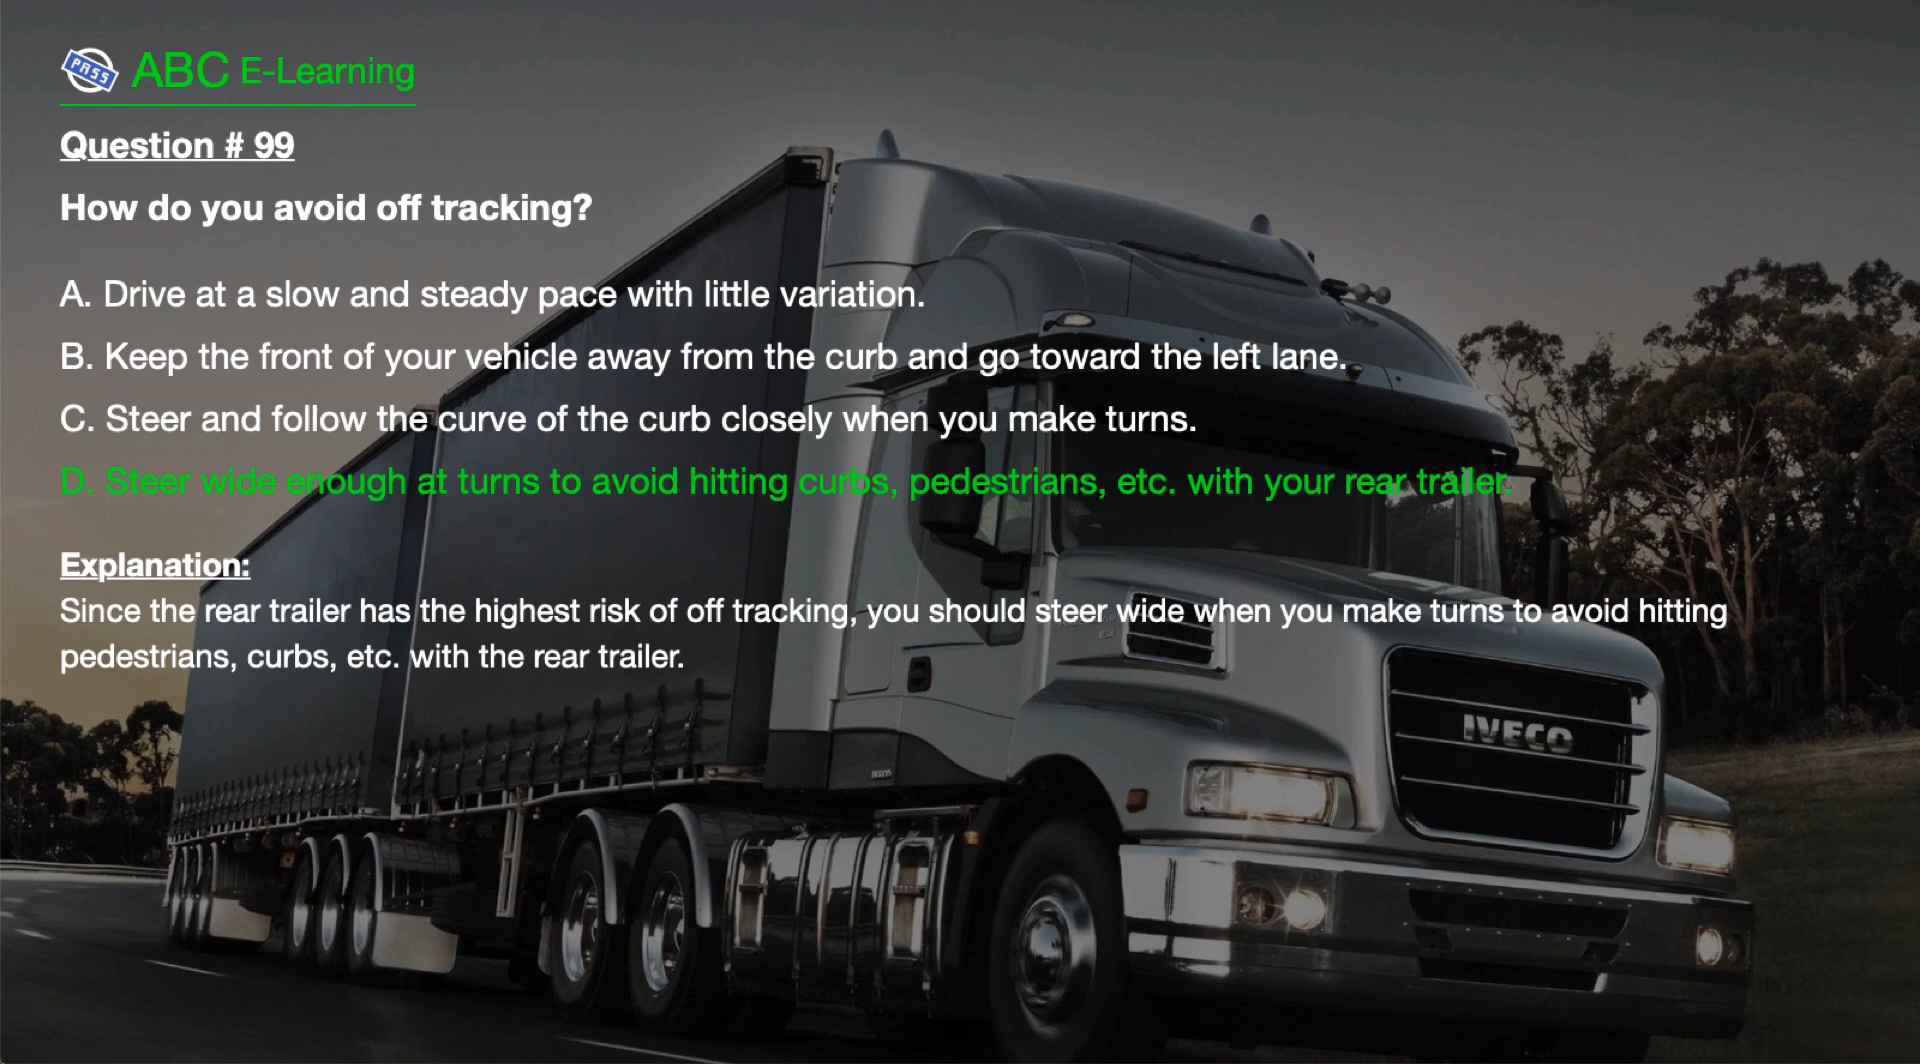 PASS ABC E-Learning
Question # 99
How do you avoid off tracking?
A. Drive at a slow and steady pace with little variation.
B. Keep the front of your vehicle away from the curb and go toward the left lane.
C. Steer and follow the curve of the curb closely when you make turns.
D. Steer wide enough at turns to avoid hitting curbs, pedestrians, etc. with your rear trailer.
Explanation:
Since the rear trailer has the highest risk of off tracking, you should steer wide when you make turns to avoid hitting
pedestrians, curbs, etc. with the rear trailer.
IVECO